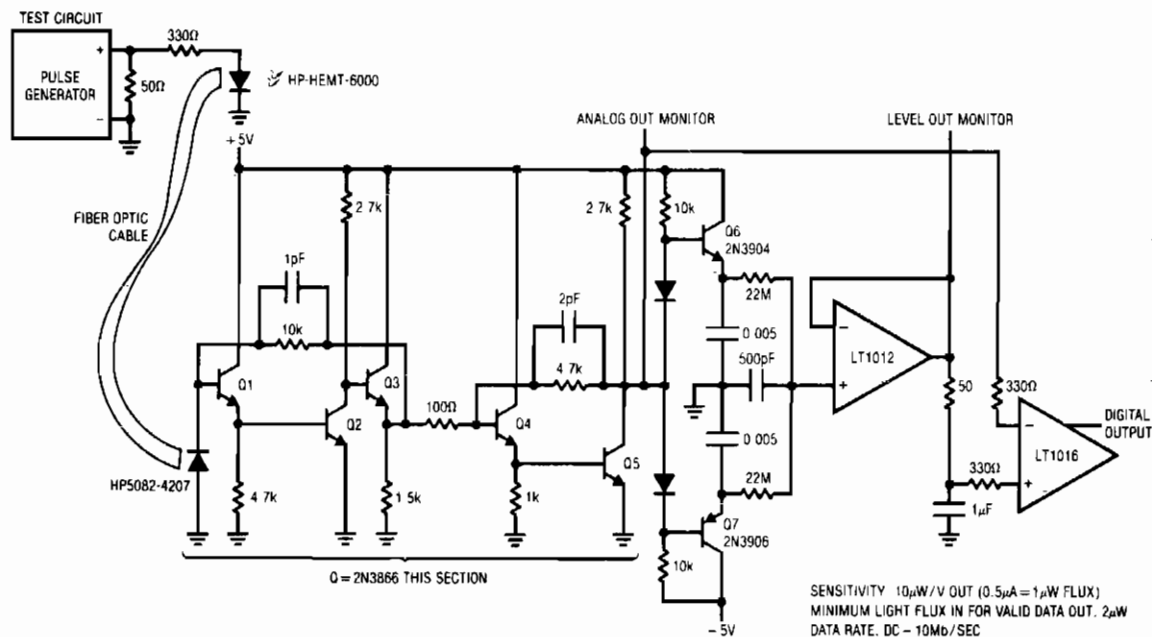 TEST CIRCUIT
PULSE
GENERATOR
+
−
50Ω
330Ω
HP-HEMT-6000
+5V
FIBER OPTIC
CABLE
ANALOG OUT MONITOR
LEVEL OUT MONITOR
2 7k
2 7k
10k
Q6
2N3904
22M
1pF
10k
2pF
4 7k
0 005
500pF
−
LT1012
+
50
330Ω
Q1
Q3
100Ω
Q4
Q2
Q5
0 005
−
LT1016
+
DIGITAL
OUTPUT
330Ω
1μF
HP5082-4207
4 7k
1 5k
1k
22M
Q7
2N3906
10k
−5V
Q = 2N3866 THIS SECTION
SENSITIVITY 10μW/V OUT (0.5μA = 1μW FLUX)
MINIMUM LIGHT FLUX IN FOR VALID DATA OUT. 2μW
DATA RATE. DC – 10Mb/SEC